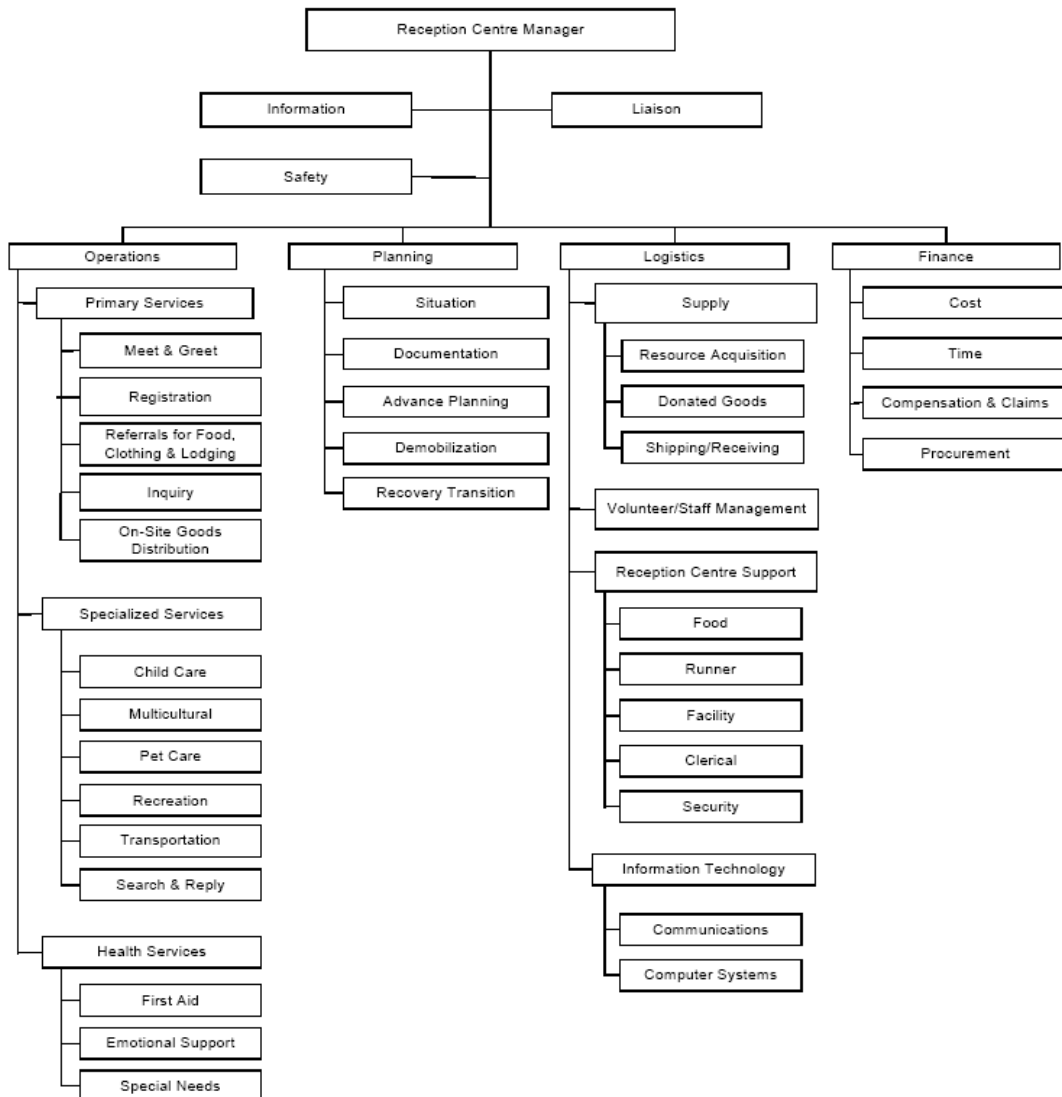 Reception Centre Manager
Information
Liaison
Safety
Operations
Planning
Logistics
Finance
Primary Services
Meet & Greet
Registration
Referrals for Food,
Clothing & Lodging
Inquiry
On-Site Goods
Distribution
Specialized Services
Child Care
Multicultural
Pet Care
Recreation
Transportation
Search & Reply
Health Services
First Aid
Emotional Support
Special Needs
Situation
Documentation
Advance Planning
Demobilization
Recovery Transition
Supply
Resource Acquisition
Donated Goods
Shipping/Receiving
Volunteer/Staff Management
Reception Centre Support
Food
Runner
Facility
Clerical
Security
Information Technology
Communications
Computer Systems
Cost
Time
Compensation & Claims
Procurement